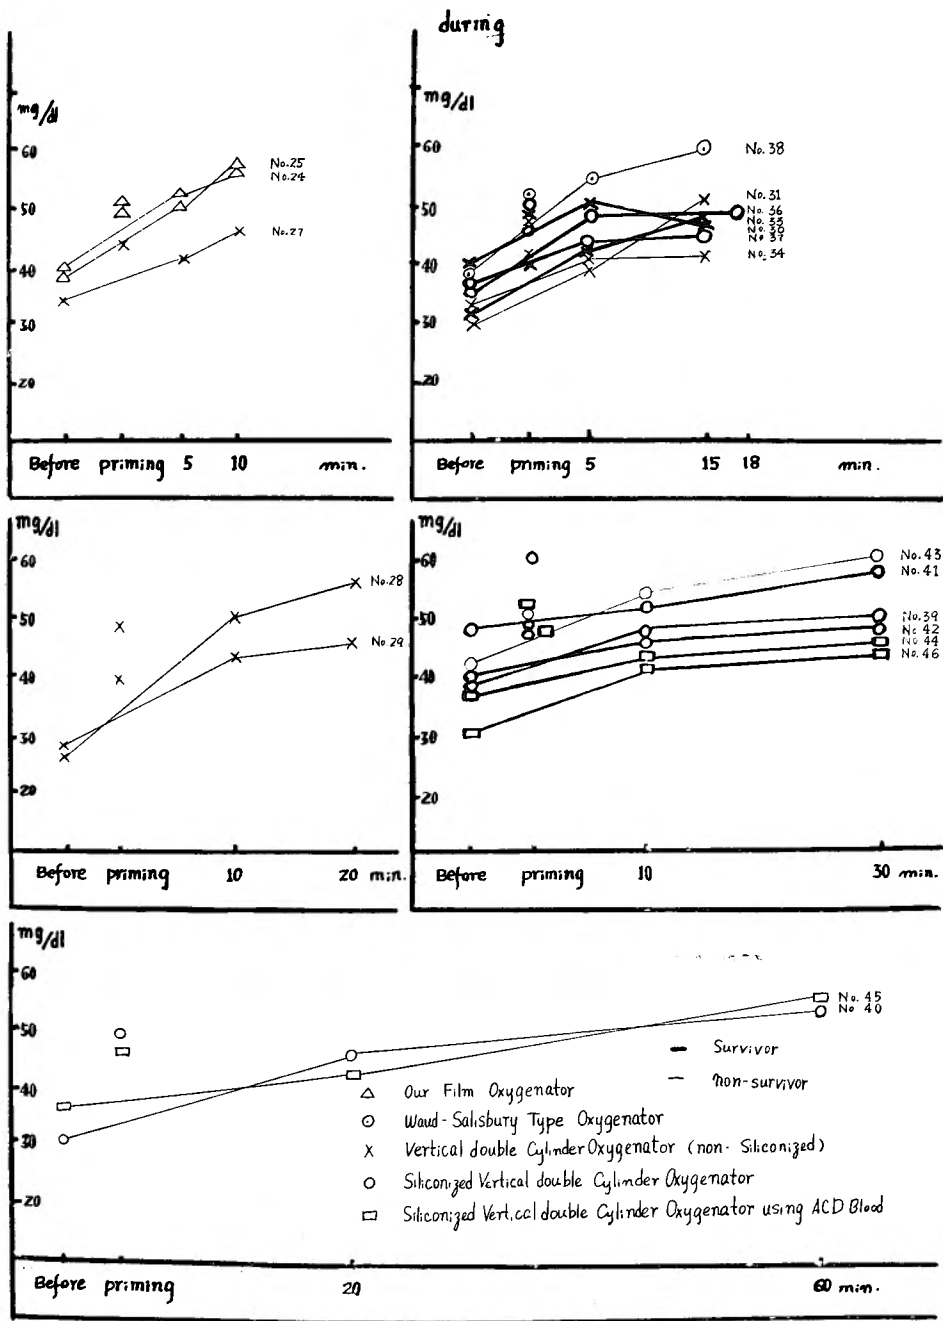 during
mg/dl
60
50
40
30
20
No.25
No.24
No.27
Before priming 5 10 min.
mg/dl
60
50
40
30
20
No.38
No.31
No.36
No.37
No.34
Before priming 5 15 18 min.
mg/dl
60
50
40
30
20
No.28
No.29
Before priming 10 20 min.
mg/dl
60
50
40
30
20
No.43
No.41
No.39
No 42
No 44
No.46
Before priming 10 30 min.
mg/dl
60
50
40
30
20
No.45
No 40
Survivor
non-survivor
Our Film Oxygenator
Waud-Salisbury Type Oxygenator
Vertical double Cylinder Oxygenator (non-Siliconized)
Siliconized Vertical double Cylinder Oxygenator
Siliconized Vertical double Cylinder Oxygenator using ACD Blood
Before priming 20 60 min.